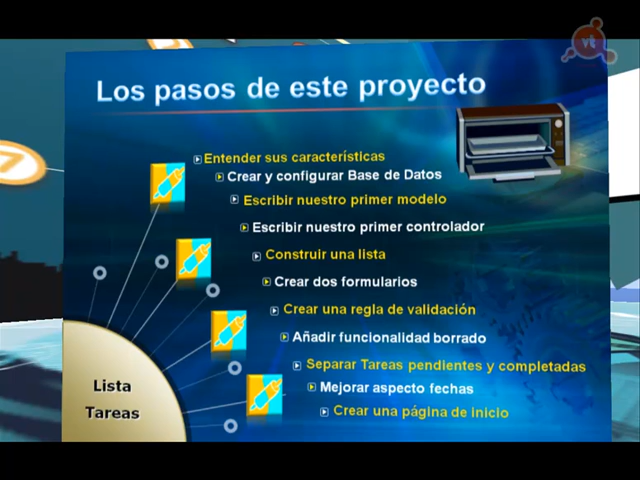 vt
Los pasos de este proyecto
Entender sus características
Crear y configurar Base de Datos
Escribir nuestro primer modelo
Escribir nuestro primer controlador
Construir una lista
Crear dos formularios
Crear una regla de validación
Añadir funcionalidad borrado
Separar Tareas pendientes y completadas
Mejorar aspecto fechas
Crear una página de inicio
Lista
Tareas
7